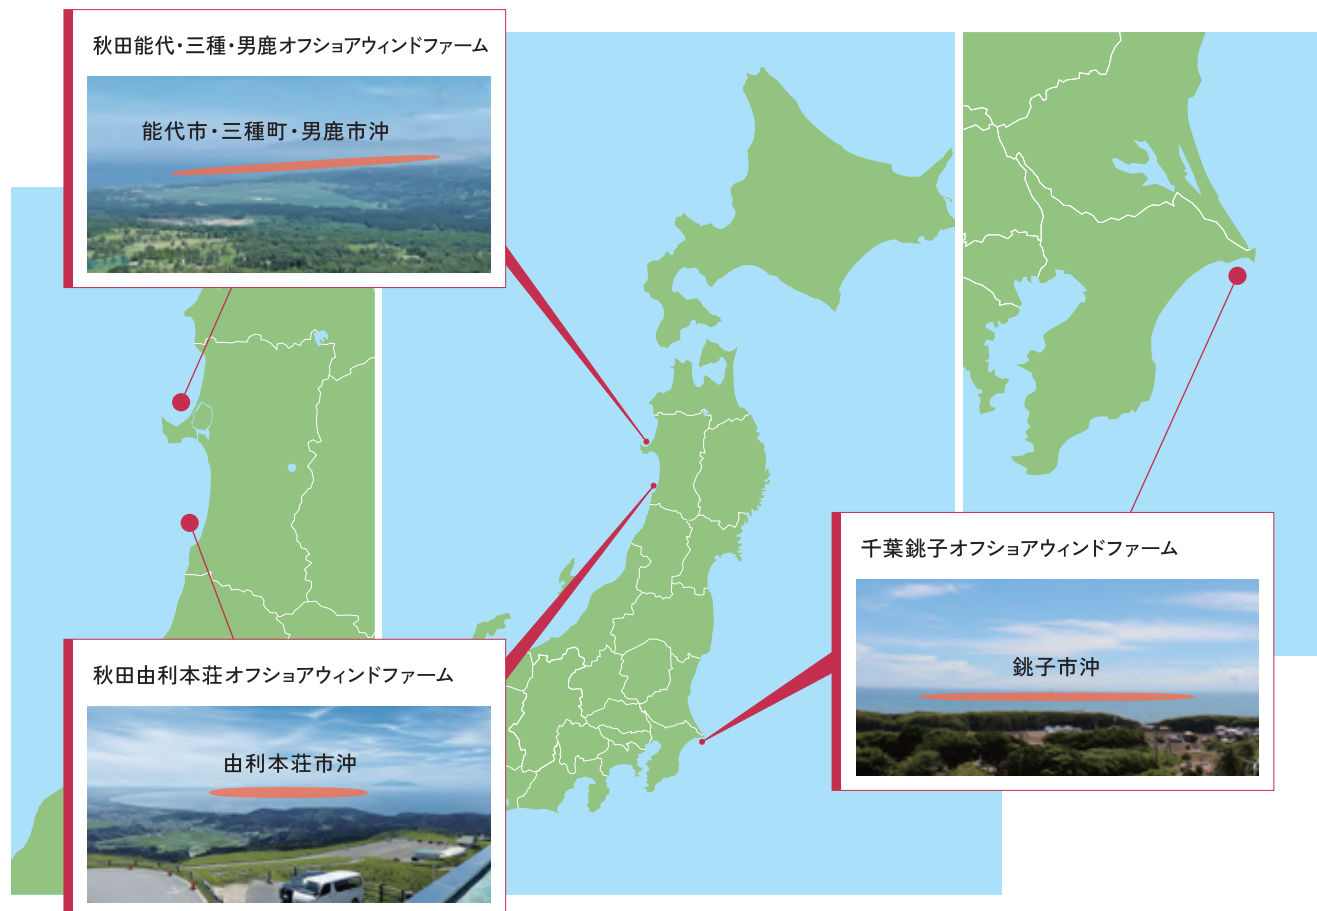 秋田能代・三種・男鹿オフショアウィンドファーム
能代市・三種町・男鹿市沖
千葉銚子オフショアウィンドファーム
銚子市沖
秋田由利本荘オフショアウィンドファーム
由利本荘市沖